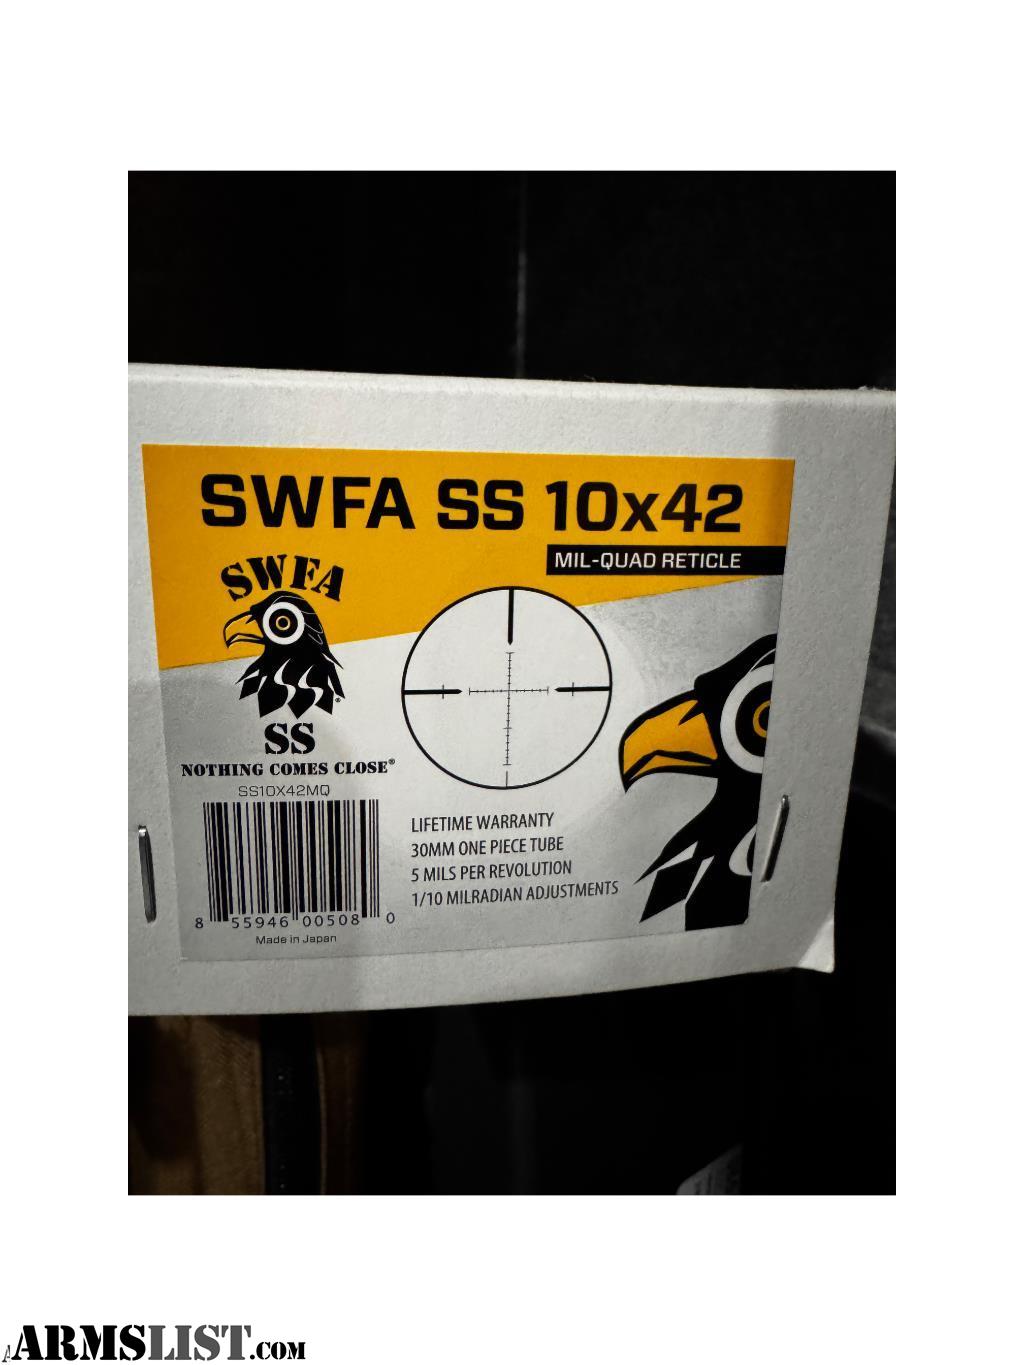 SWFA SS 10x42
MIL-QUAD RETICLE
SWFA
SS
®
SS
NOTHING COMES CLOSE®
SS10X42MQ
8 55946 00508 0
Made in Japan
LIFETIME WARRANTY
30MM ONE PIECE TUBE
5 MILS PER REVOLUTION
1/10 MILRADIAN ADJUSTMENTS
ARMSLIST.COM